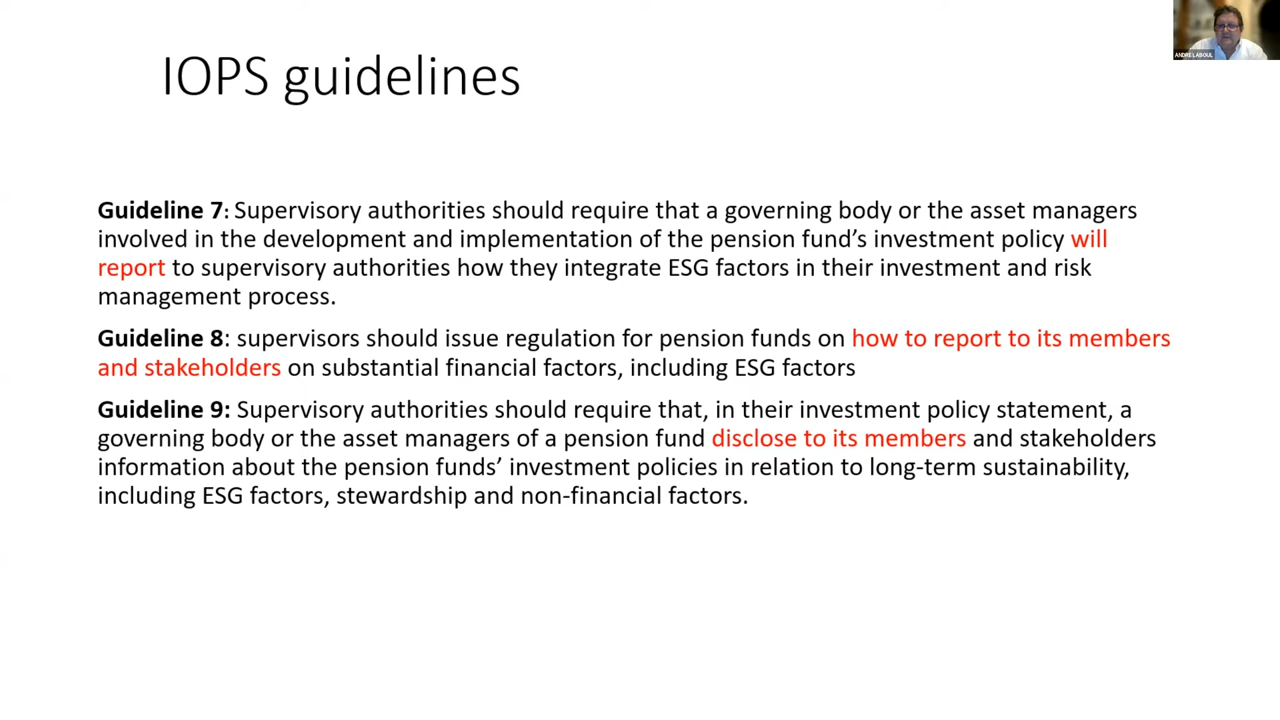 IOPS guidelines
ANDRE LABOUL
Guideline 7: Supervisory authorities should require that a governing body or the asset managers
involved in the development and implementation of the pension fund’s investment policy will
report to supervisory authorities how they integrate ESG factors in their investment and risk
management process.
Guideline 8: supervisors should issue regulation for pension funds on how to report to its members
and stakeholders on substantial financial factors, including ESG factors
Guideline 9: Supervisory authorities should require that, in their investment policy statement, a
governing body or the asset managers of a pension fund disclose to its members and stakeholders
information about the pension funds’ investment policies in relation to long-term sustainability,
including ESG factors, stewardship and non-financial factors.